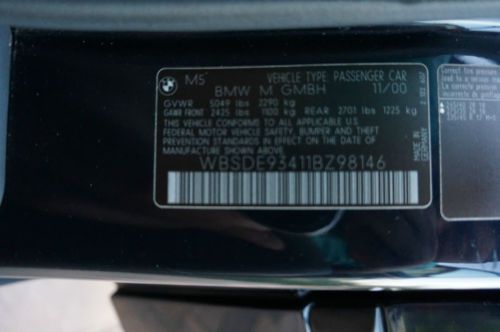 M5 VEHICLE TYPE PASSENGER CAR
BMW M GMBH 11/00
GVWR 5049 lbs 2290 kg
GAWR FRONT 2425 lbs 1100 kg REAR 2701 lbs 1225 kg
THIS VEHICLE CONFORMS TO ALL APPLICABLE U.S.
FEDERAL MOTOR VEHICLE SAFETY, BUMPER AND THEFT
PREVENTION STANDARDS IN EFFECT ON THE DATE OF
MANUFACTURE SHOWN ABOVE.
WBSDE93411BZ98146
MADE IN
GERMANY
Correct tire